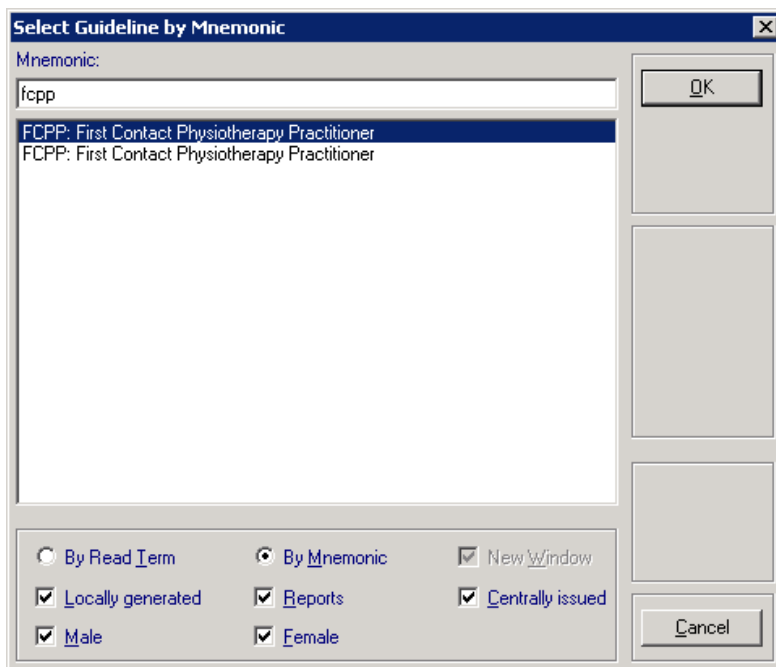 Select Guideline by Mnemonic
Mnemonic:
fcpp
OK
FCPP: First Contact Physiotherapy Practitioner
FCPP: First Contact Physiotherapy Practitioner
By Read Term
By Mnemonic
New Window
Locally generated
Reports
Centrally issued
Male
Female
Cancel